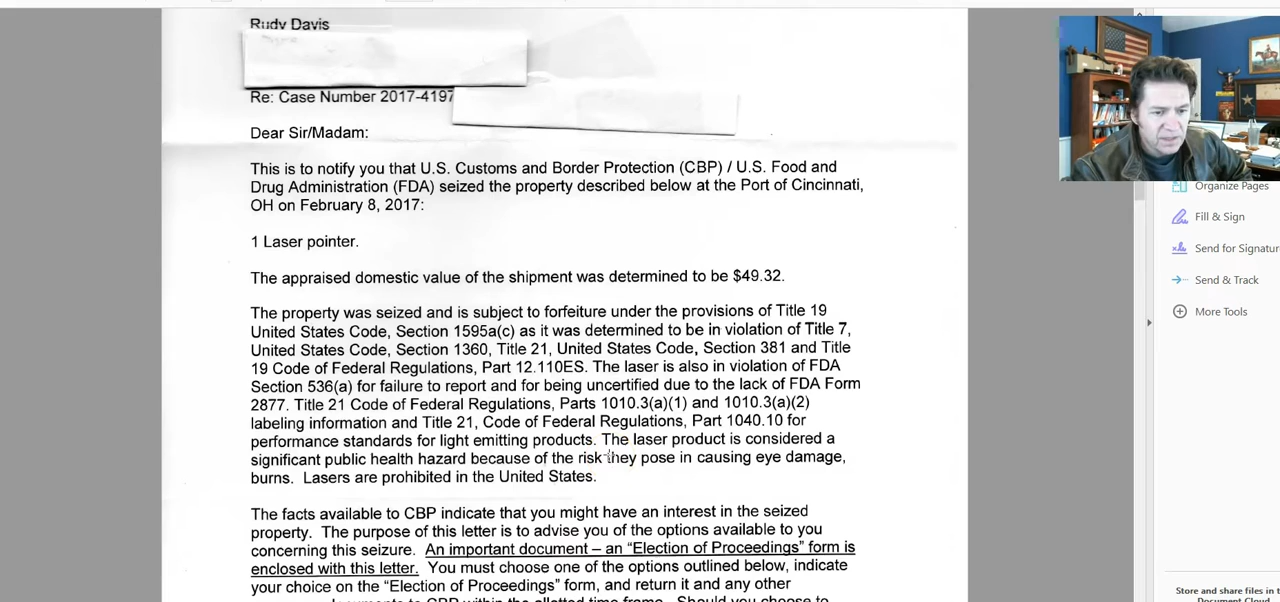 Rudy Davis
Re: Case Number 2017-4197
Dear Sir/Madam:
This is to notify you that U.S. Customs and Border Protection (CBP) / U.S. Food and
Drug Administration (FDA) seized the property described below at the Port of Cincinnati,
OH on February 8, 2017:
1 Laser pointer.
The appraised domestic value of the shipment was determined to be $49.32.
The property was seized and is subject to forfeiture under the provisions of Title 19
United States Code, Section 1595a(c) as it was determined to be in violation of Title 7,
United States Code, Section 1360, Title 21, United States Code, Section 381 and Title
19 Code of Federal Regulations, Part 12.110ES. The laser is also in violation of FDA
Section 536(a) for failure to report and for being uncertified due to the lack of FDA Form
2877. Title 21 Code of Federal Regulations, Parts 1010.3(a)(1) and 1010.3(a)(2)
labeling information and Title 21, Code of Federal Regulations, Part 1040.10 for
performance standards for light emitting products. The laser product is considered a
significant public health hazard because of the risk they pose in causing eye damage,
burns. Lasers are prohibited in the United States.
The facts available to CBP indicate that you might have an interest in the seized
property. The purpose of this letter is to advise you of the options available to you
concerning this seizure. An important document – an "Election of Proceedings" form is
enclosed with this letter. You must choose one of the options outlined below, indicate
your choice on the "Election of Proceedings" form, and return it and any other
to CBP within the allotted time frame. Should you choose to
Organize Pages
Fill & Sign
Send for Signatur
Send & Track
More Tools
Store and share files in t
Document Cloud